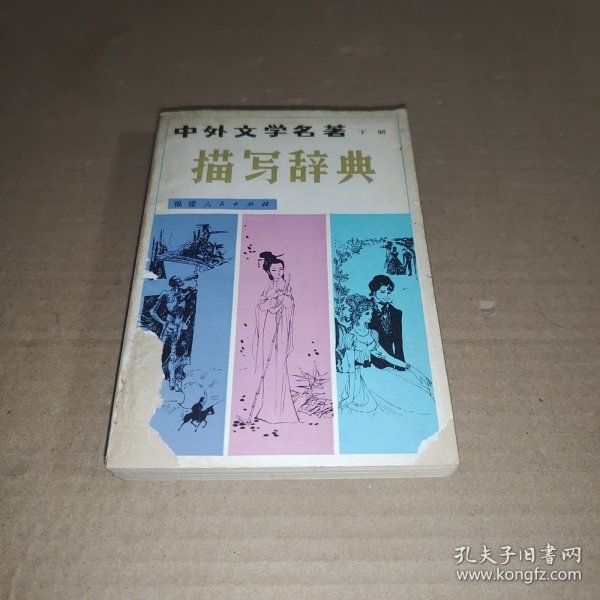 中外文学名著 下册
描写辞典
福建人民出版社
孔夫子旧书网
www.kongfz.com